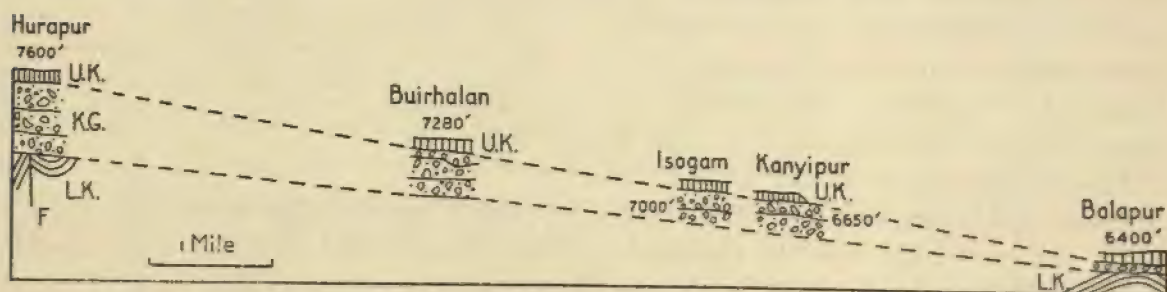 Hurapur
7600′
U.K.
K.G.
L.K.
F
1 Mile
Buirhalan
7280′
U.K.
Isogam
7000′
Kanyipur
U.K.
6650′
Balapur
6400′
L.K.